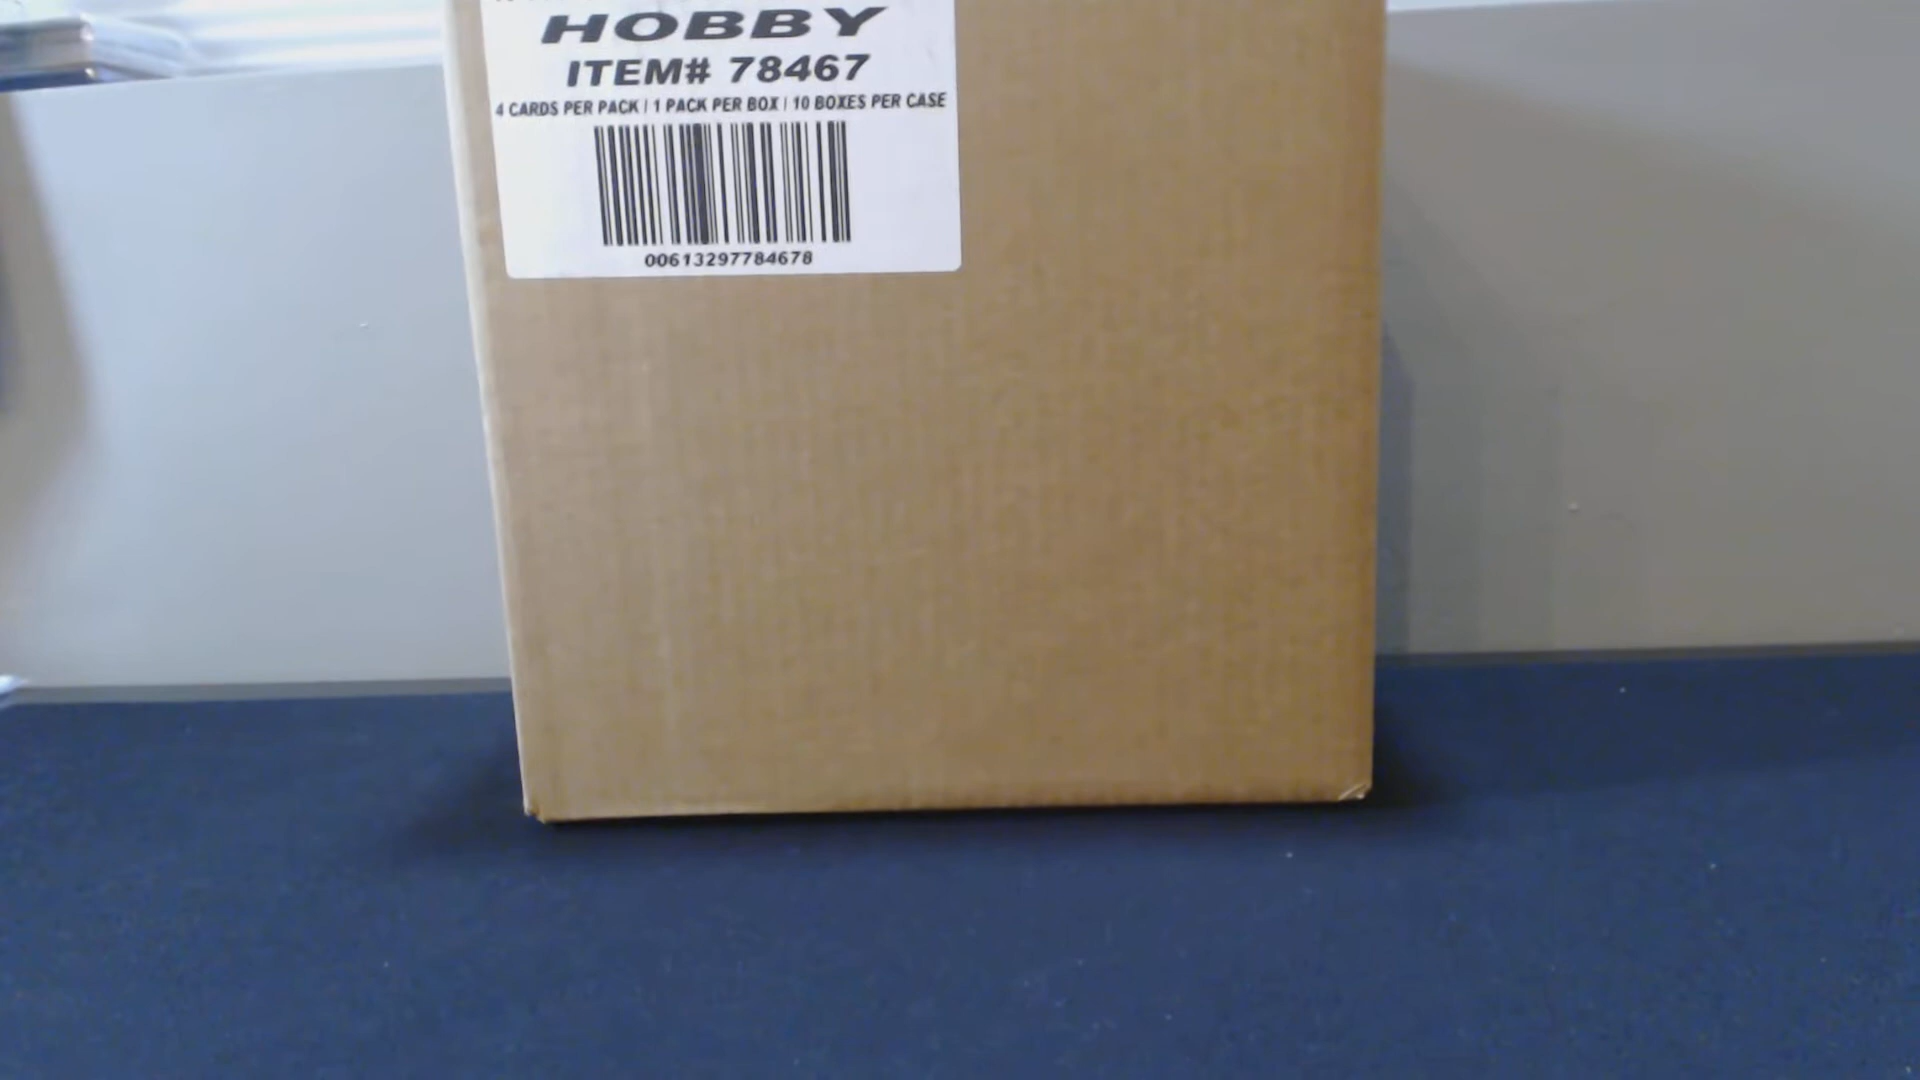 HOBBY
ITEM# 78467
4 CARDS PER PACK | 1 PACK PER BOX | 10 BOXES PER CASE
00613297784678